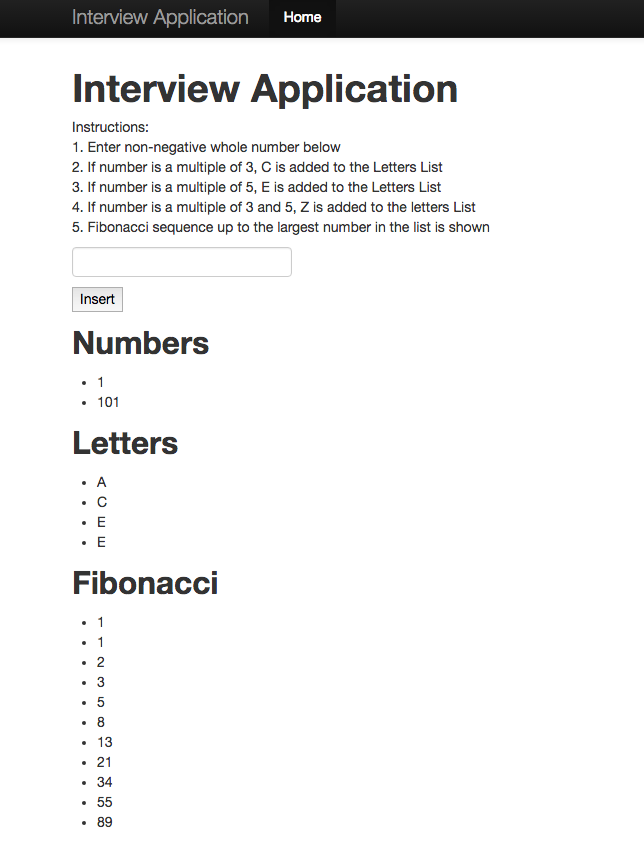 Interview Application Home
Interview Application
Instructions:
1. Enter non-negative whole number below
2. If number is a multiple of 3, C is added to the Letters List
3. If number is a multiple of 5, E is added to the Letters List
4. If number is a multiple of 3 and 5, Z is added to the letters List
5. Fibonacci sequence up to the largest number in the list is shown
Insert
Numbers
• 1
• 101
Letters
• A
• C
• E
• E
Fibonacci
• 1
• 1
• 2
• 3
• 5
• 8
• 13
• 21
• 34
• 55
• 89